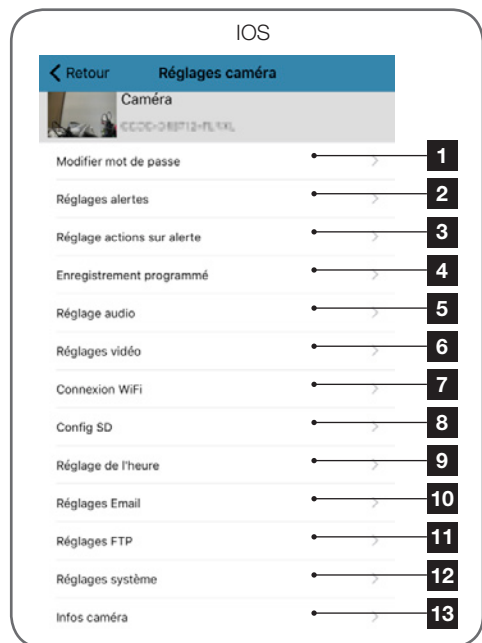 IOS
Retour Réglages caméra
Caméra
Modifier mot de passe 1
Réglages alertes 2
Réglage actions sur alerte 3
Enregistrement programmé 4
Réglage audio 5
Réglages vidéo 6
Connexion WiFi 7
Config SD 8
Réglage de l'heure 9
Réglages Email 10
Réglages FTP 11
Réglages système 12
Infos caméra 13